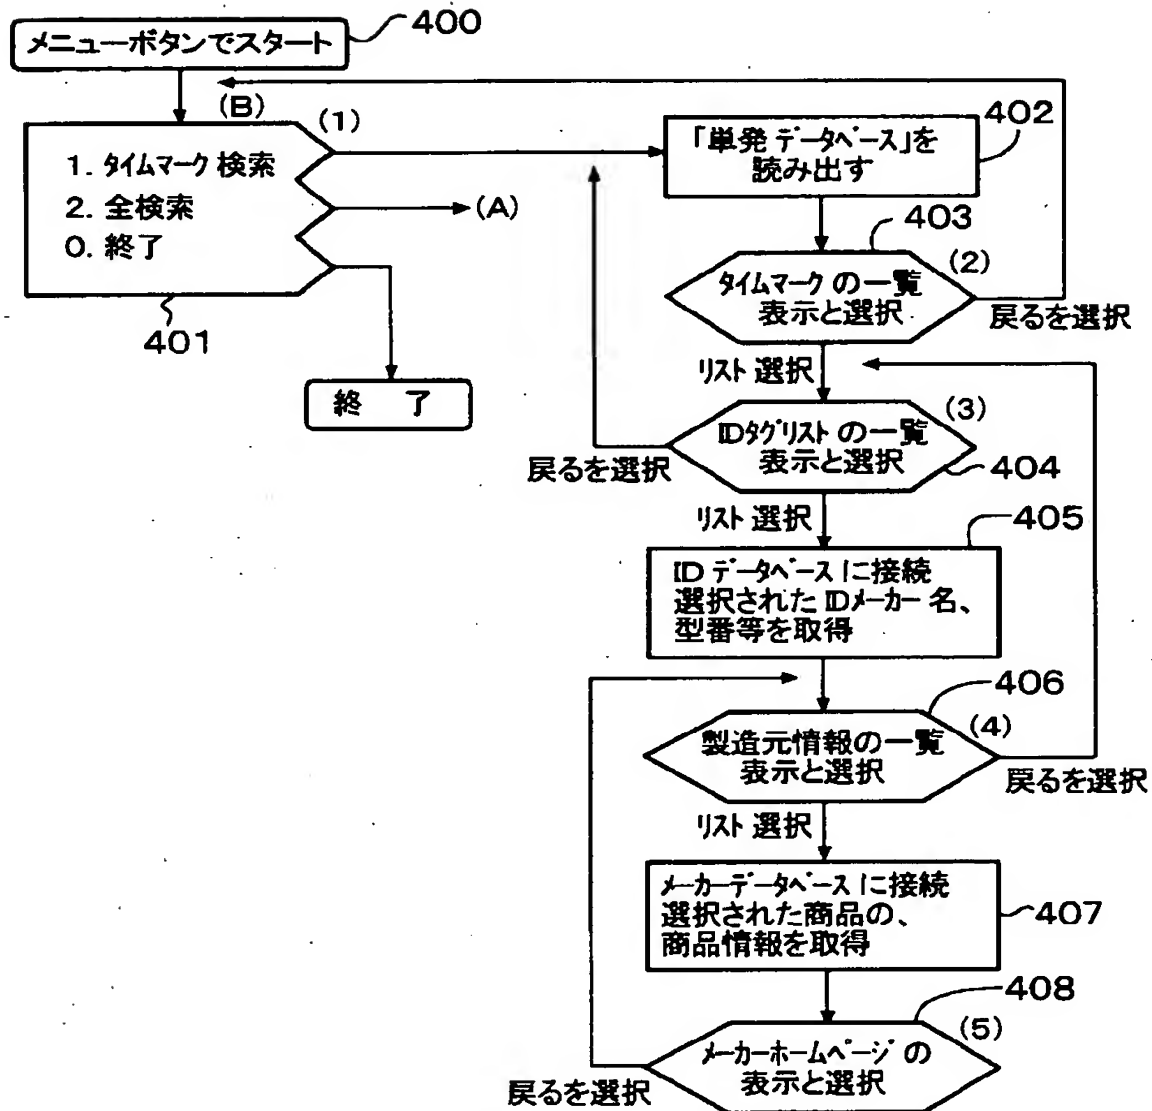 メニューボタンでスタート
400
(B)
(1)
1. タイムマーク 検索
2. 全検索
0. 終了
401
(A)
終 了
402
「単発 データベース」を
読み出す
403
(2)
タイムマーク の一覧
表示と選択
戻るを選択
リスト 選択
(3)
IDタグリスト の一覧
表示と選択
404
戻るを選択
リスト 選択
405
ID データベース に接続
選択された IDメーカー 名、
型番等を取得
406
(4)
製造元情報の一覧
表示と選択
戻るを選択
リスト 選択
メーカーデータベース に接続
選択された商品の、
商品情報を取得
407
408
(5)
メーカーホームページ の
表示と選択
戻るを選択